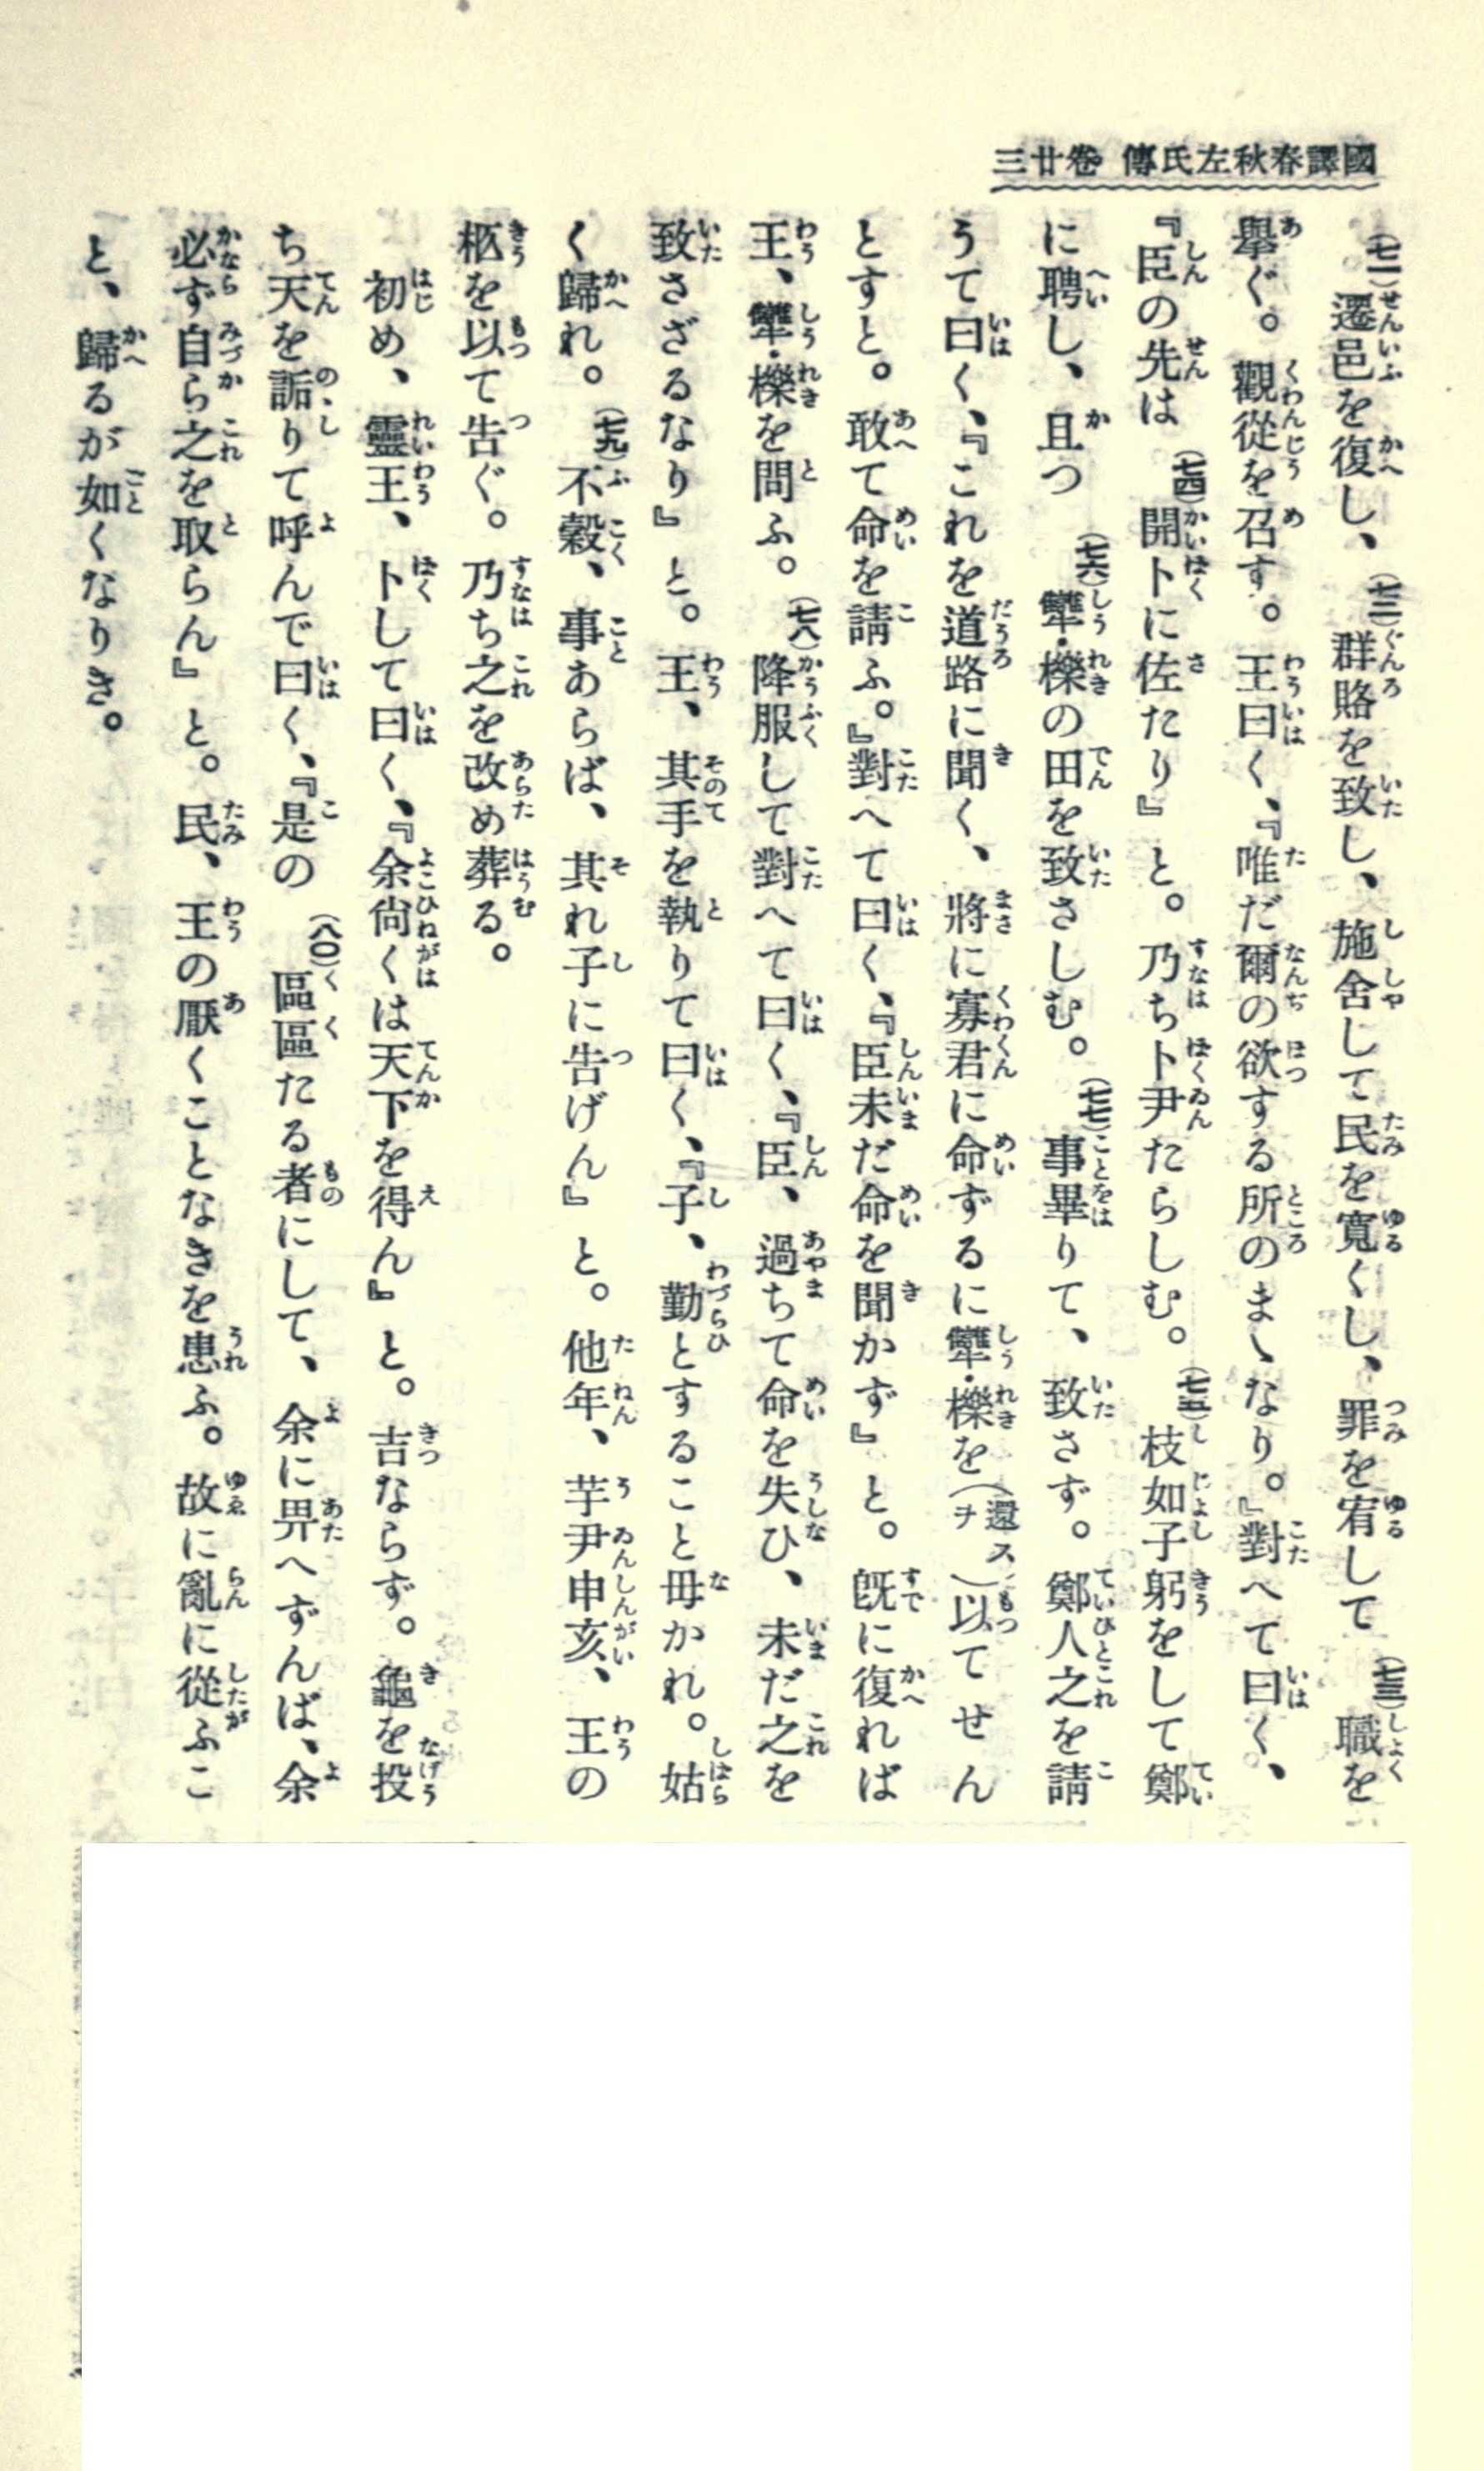 國譯春秋左氏傳 卷廿三
(七一)遷邑を復し、(七二)群賂を致し、施舍して民を寬くし、罪を宥して(七三)職を
擧ぐ。觀從を召す。王曰く、『唯だ爾の欲する所のまゝなり。』對へて曰く、
『臣の先は(七四)開卜に佐たり』と。乃ち卜尹たらしむ。(七五)枝如子躬をして鄭
に聘し、且つ(七六)犫・櫟の田を致さしむ。(七七)事畢りて、致さず。鄭人之を請
うて曰く、『これを道路に聞く、將に寡君に命ずるに犫・櫟を(還スヲ)以てせん
とすと。敢て命を請ふ。』對へて曰く、『臣未だ命を聞かず』と。既に復れば
王、犫・櫟を問ふ。(七八)降服して對へて曰く、『臣、過ちて命を失ひ、未だ之を
致さざるなり』と。王、其手を執りて曰く、『子、勤とすること毋かれ。姑
く歸れ。(七九)不穀、事あらば、其れ子に告げん』と。他年、芋尹申亥、王の
柩を以て告ぐ。乃ち之を改め葬る。
初め、靈王、卜して曰く、『余尙くは天下を得ん』と。吉ならず。龜を投
ち天を詬りて呼んで曰く、『是の(八〇)區區たる者にして、余に畀へずんば、余
必ず自ら之を取らん』と。民、王の厭くことなきを患ふ。故に亂に從ふこ
と、歸るが如くなりき。